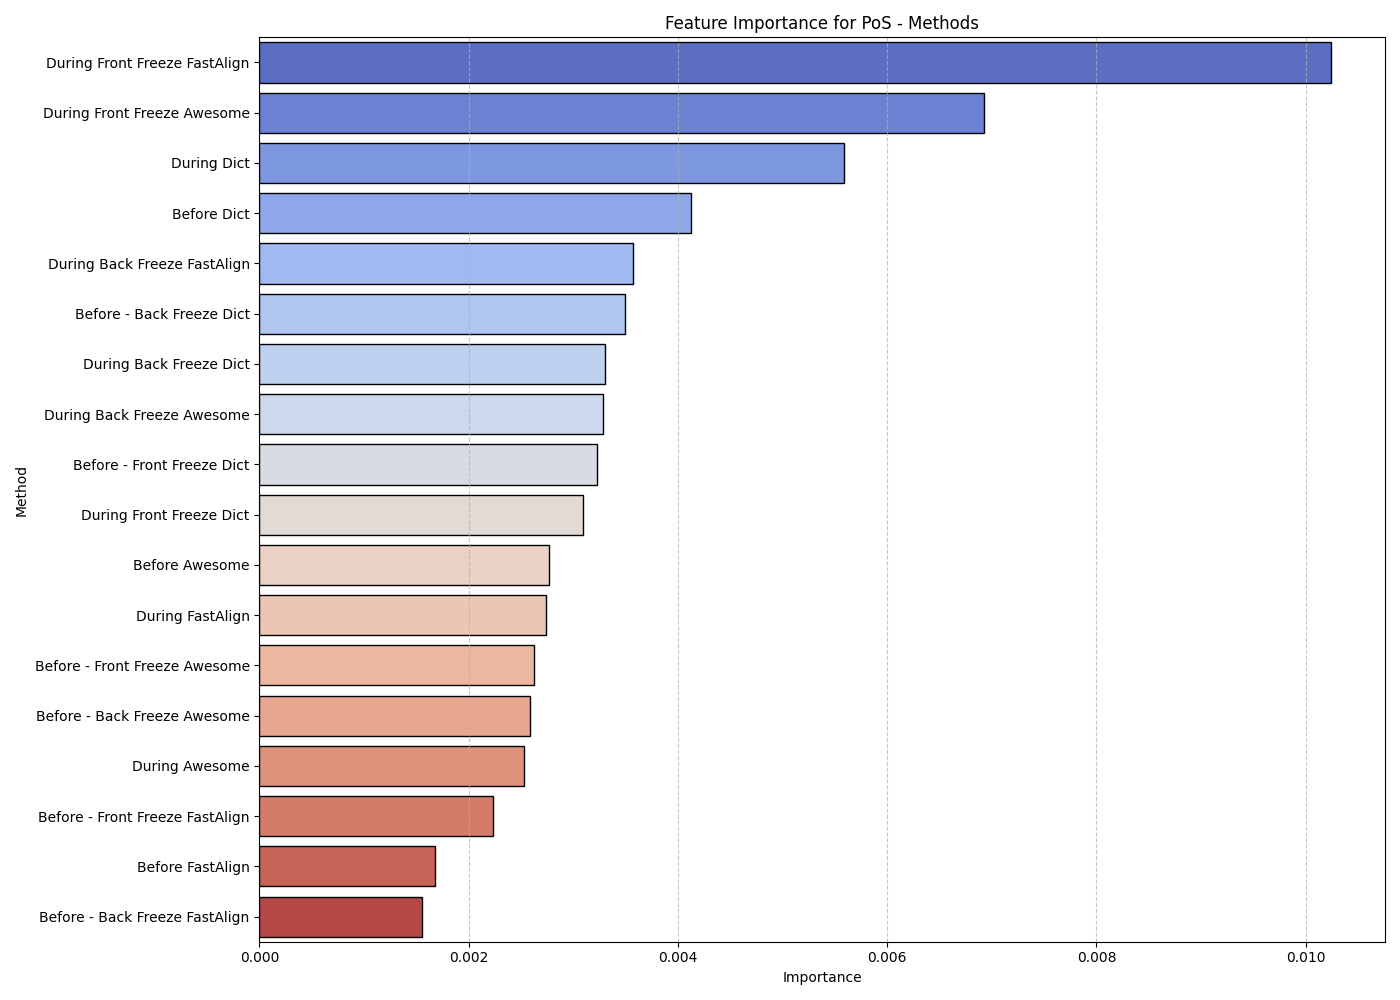 Feature Importance for PoS - Methods
During Front Freeze FastAlign
During Front Freeze Awesome
During Dict
Before Dict
During Back Freeze FastAlign
Before - Back Freeze Dict
During Back Freeze Dict
During Back Freeze Awesome
Before - Front Freeze Dict
During Front Freeze Dict
Before Awesome
During FastAlign
Before - Front Freeze Awesome
Before - Back Freeze Awesome
During Awesome
Before - Front Freeze FastAlign
Before FastAlign
Before - Back Freeze FastAlign
Method
0.000 0.002 0.004 0.006 0.008 0.010
Importance